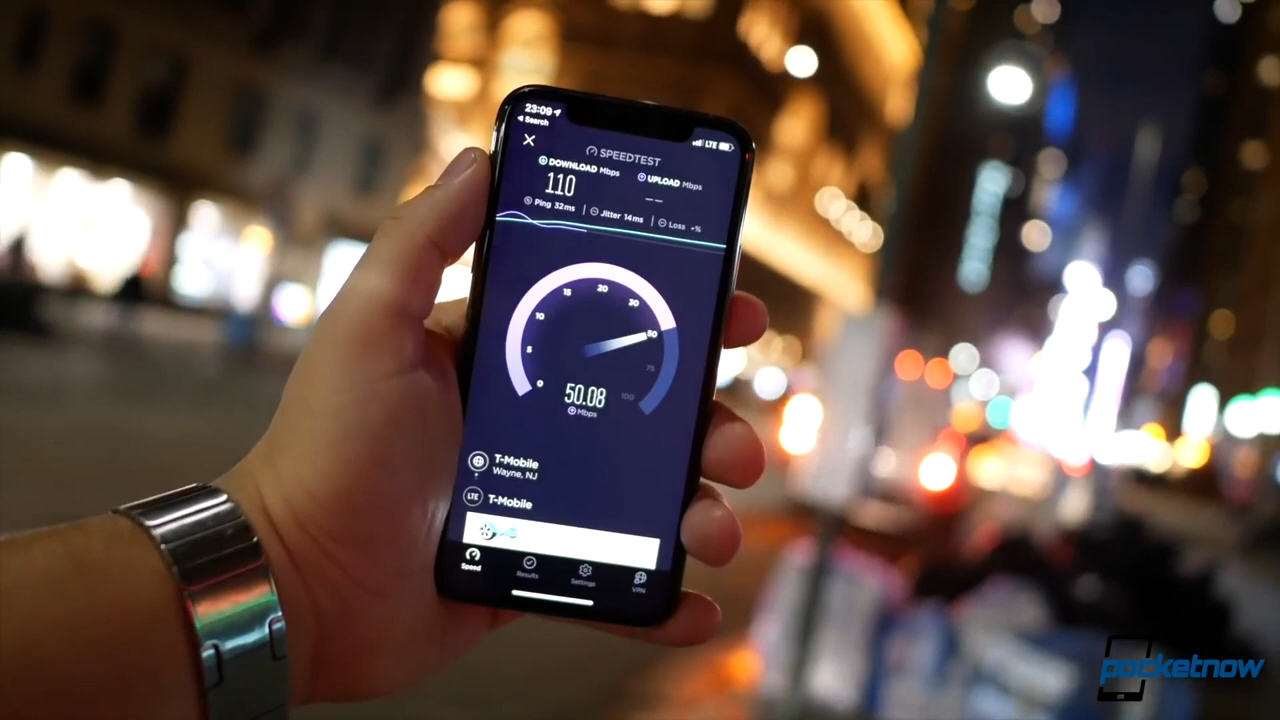 23:09
Search
LTE
SPEEDTEST
DOWNLOAD Mbps
UPLOAD Mbps
110
Ping 32ms
Jitter 14ms
Loss -%
0
5
10
15
20
30
50
75
100
50.08
Mbps
T-Mobile
Wayne, NJ
LTE
T-Mobile
Speed
Results
Settings
VPN
pocketnow